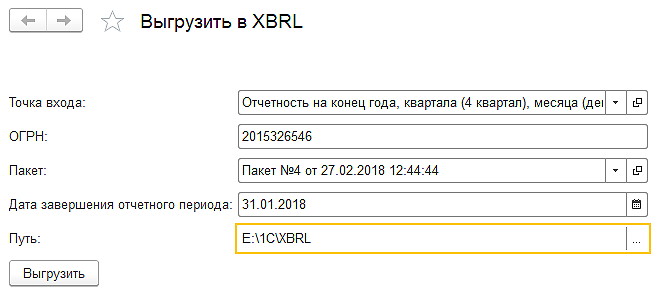 Выгрузить в XBRL
Точка входа: Отчетность на конец года, квартала (4 квартал), месяца (де
ОГРН: 2015326546
Пакет: Пакет №4 от 27.02.2018 12:44:44
Дата завершения отчетного периода: 31.01.2018
Путь: E:\1C\XBRL ...
Выгрузить